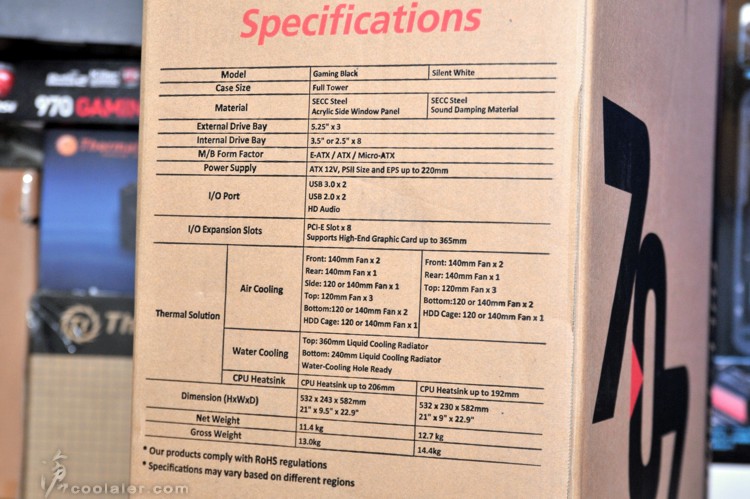 Specifications
Model Gaming Black Silent White
Case Size Full Tower
Material SECC Steel SECC Steel
Acrylic Side Window Panel Sound Damping Material
External Drive Bay 5.25" x 3
Internal Drive Bay 3.5" or 2.5" x 8
M/B Form Factor E-ATX / ATX / Micro-ATX
Power Supply ATX 12V, PSII Size and EPS up to 220mm
I/O Port
USB 3.0 x 2
USB 2.0 x 2
HD Audio
I/O Expansion Slots
PCI-E Slot x 8
Supports High-End Graphic Card up to 365mm
Thermal Solution
Air Cooling
Front: 140mm Fan x 2
Rear: 140mm Fan x 1
Side: 120 or 140mm Fan x 1
Top: 120mm Fan x 3
Bottom:120 or 140mm Fan x 2
HDD Cage: 120 or 140mm Fan x 1
Front: 140mm Fan x 2
Rear: 140mm Fan x 1
Top: 120mm Fan x 3
Bottom:120 or 140mm Fan x 2
HDD Cage: 120 or 140mm Fan x 1
Water Cooling
Top: 360mm Liquid Cooling Radiator
Bottom: 240mm Liquid Cooling Radiator
Water-Cooling Hole Ready
CPU Heatsink CPU Heatsink up to 206mm CPU Heatsink up to 192mm
Dimension (HxWxD)
532 x 243 x 582mm 532 x 230 x 582mm
21" x 9.5" x 22.9" 21" x 9" x 22.9"
Net Weight 11.4 kg 12.7 kg
Gross Weight 13.0kg 14.4kg
* Our products comply with RoHS regulations
* Specifications may vary based on different regions
707
970 GAMING
coolaler.com